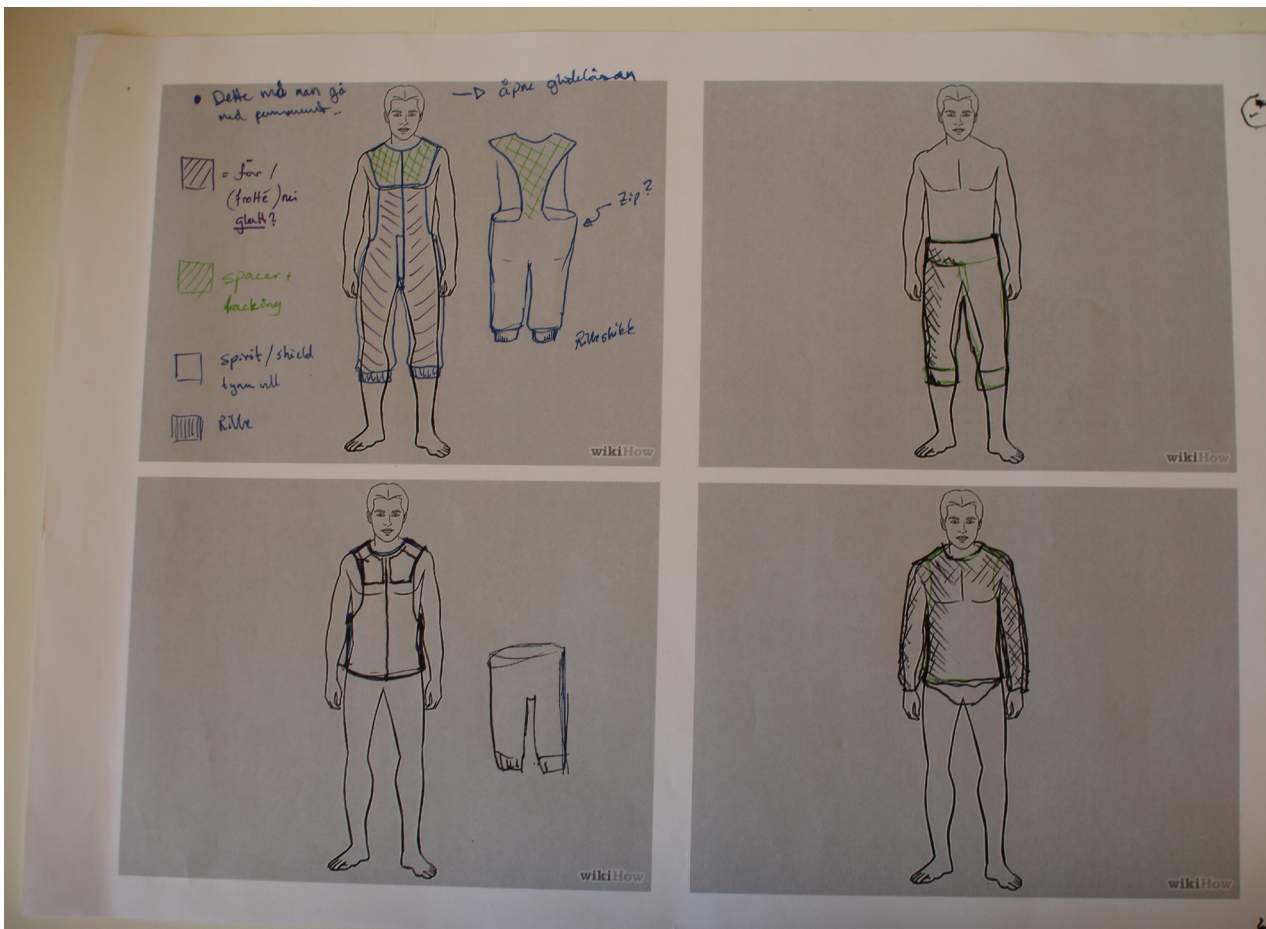 • Dette må man gå
med permanent..
→ åpne glidelåsen
= fôr /
(frotté) nei
glatt?
Zip?
spacer +
backing
spirit / shield
tynn ull
Ribbe
Ribbestrikk
wikiHow
wikiHow
wikiHow
wikiHow